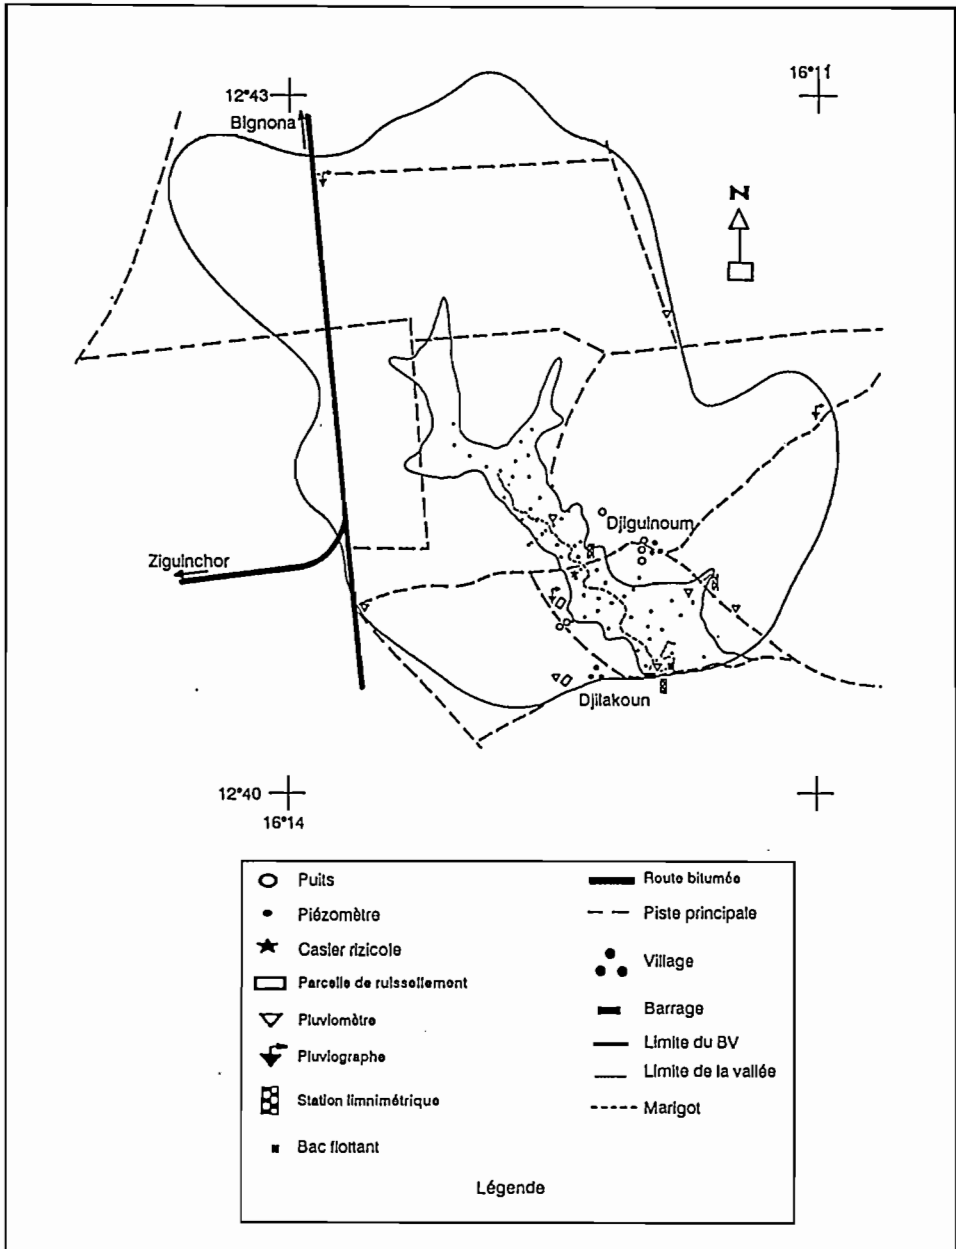 16°11
12°43
Bignona
N
Djiguinoum
Ziguinchor
Djilakoun
12°40
16°14
Puits
Piézomètre
Casier rizicole
Parcelle de ruissellement
Pluviomètre
Pluviographe
Station limnimétrique
Bac flottant
Route bitumée
Piste principale
Village
Barrage
Limite du BV
Limite de la vallée
Marigot
Légende